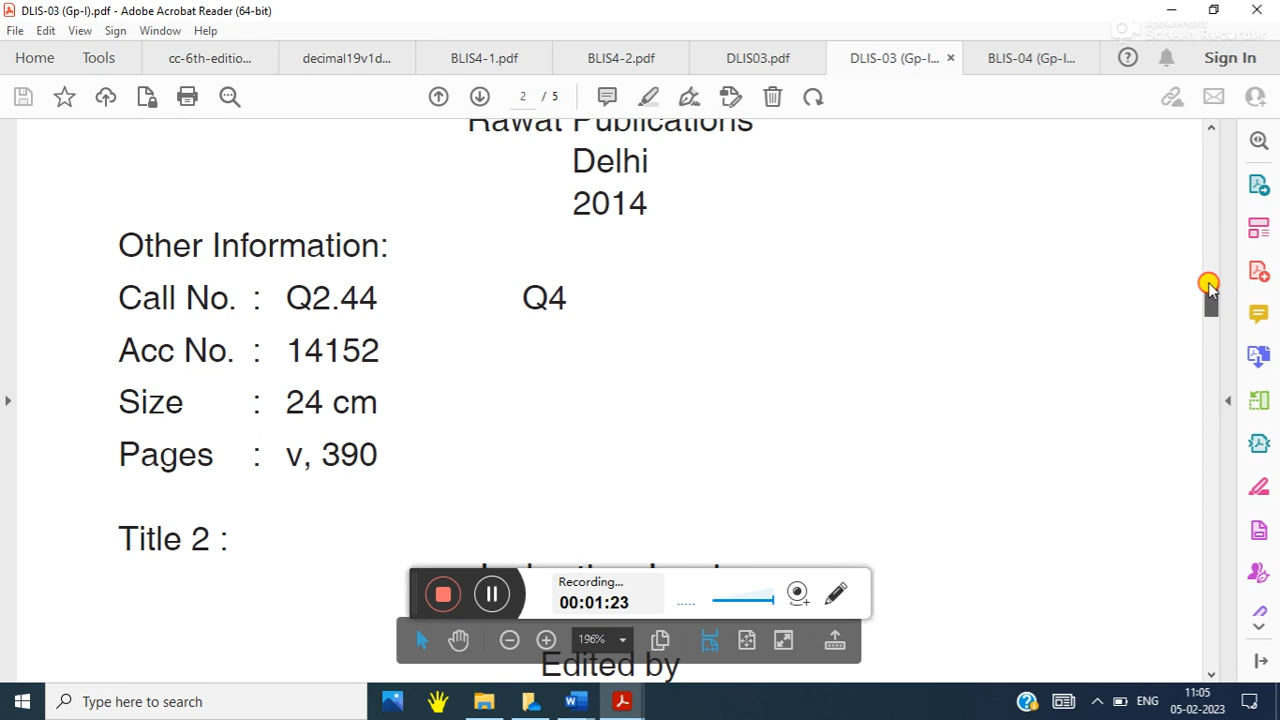 DLIS-03 (Gp-I).pdf - Adobe Acrobat Reader (64-bit)
File Edit View Sign Window Help
Home Tools cc-6th-editio... decimal19v1d... BLIS4-1.pdf BLIS4-2.pdf DLIS03.pdf DLIS-03 (Gp-I... × BLIS-04 (Gp-I... Sign In
2 / 5
Rawat Publications
Delhi
2014
Other Information:
Call No. : Q2.44 Q4
Acc No. : 14152
Size : 24 cm
Pages : v, 390
Title 2 :
Recording...
00:01:23
196%
Edited by
Type here to search
ENG
11:05
05-02-2023